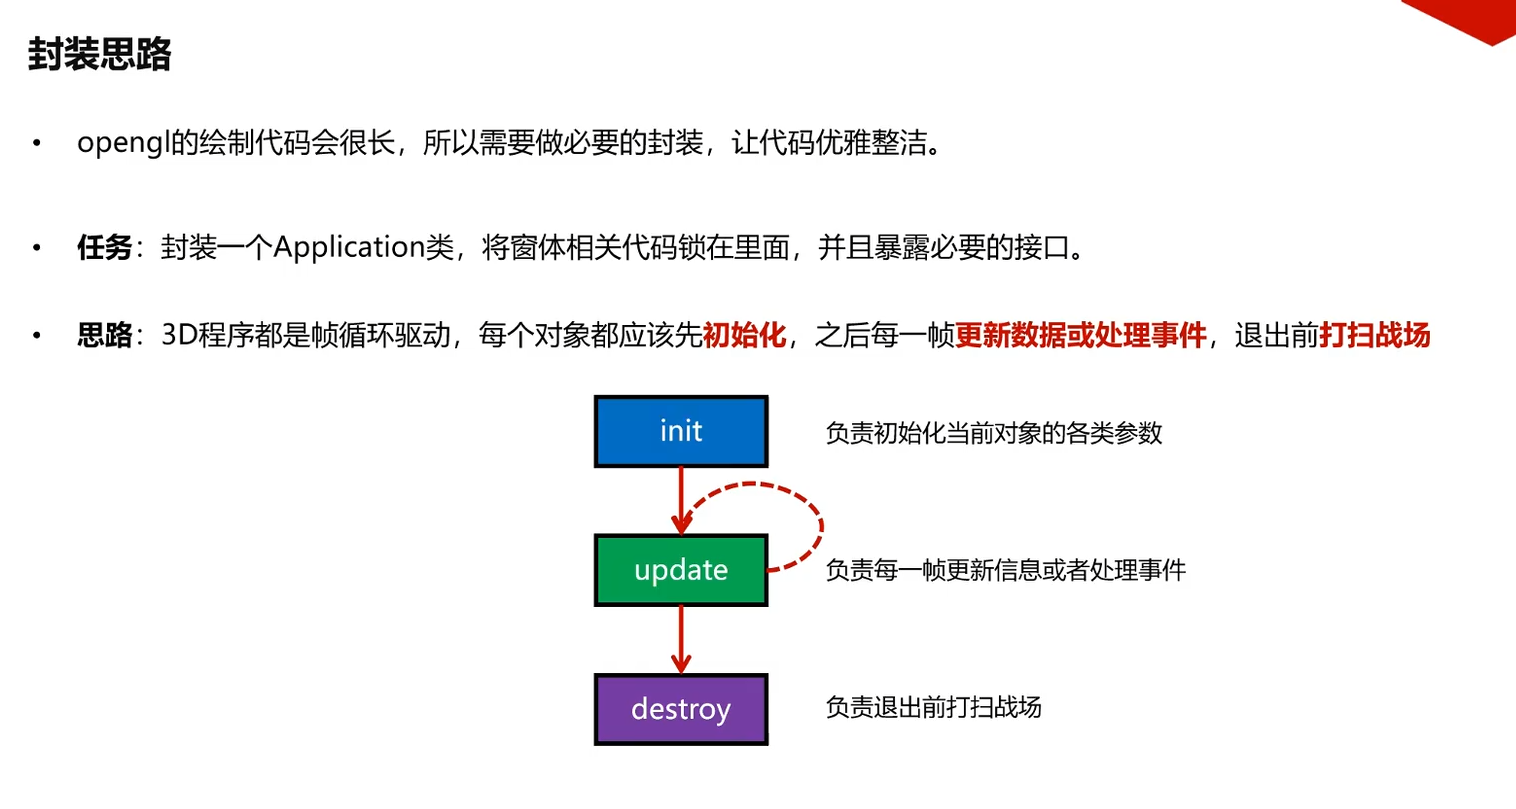 封装思路
• opengl的绘制代码会很长，所以需要做必要的封装，让代码优雅整洁。
• 任务：封装一个Application类，将窗体相关代码锁在里面，并且暴露必要的接口。
• 思路：3D程序都是帧循环驱动，每个对象都应该先初始化，之后每一帧更新数据或处理事件，退出前打扫战场
init 负责初始化当前对象的各类参数
update 负责每一帧更新信息或者处理事件
destroy 负责退出前打扫战场